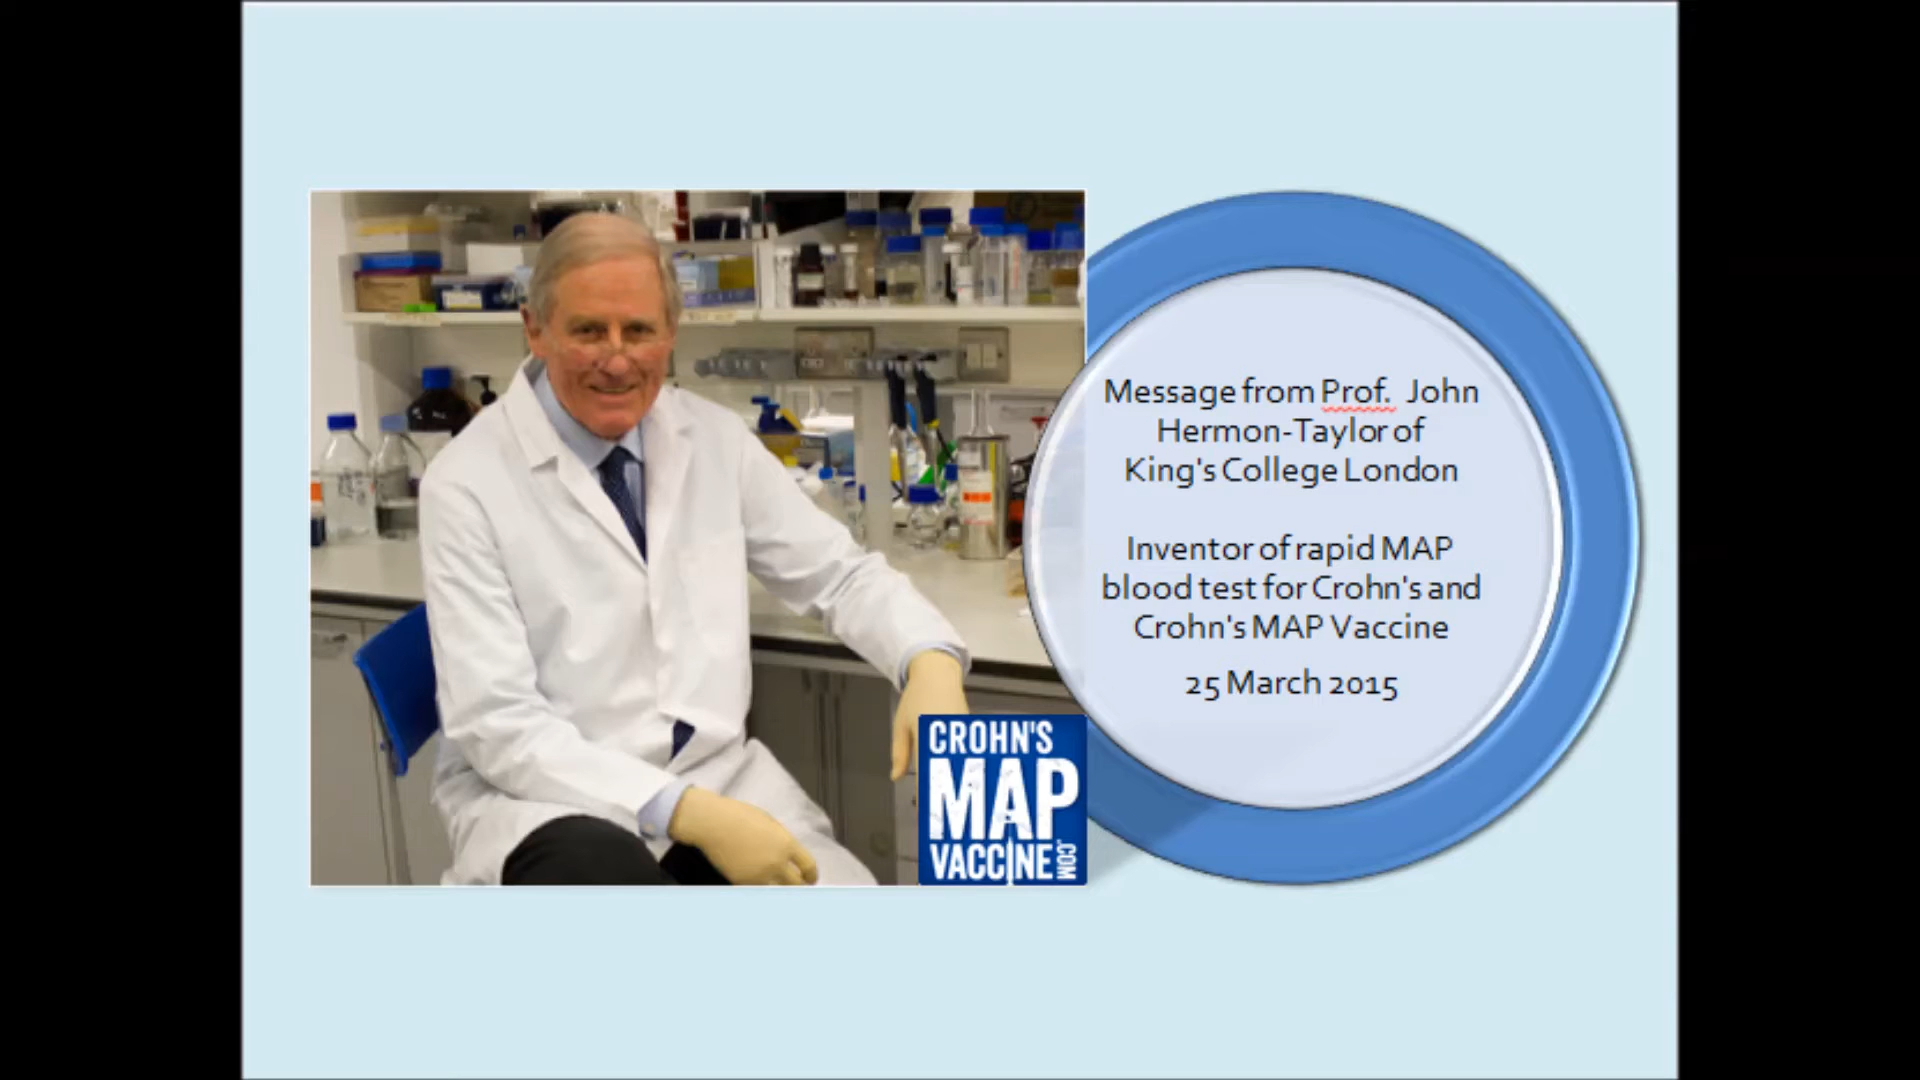 Message from Prof. John
Hermon-Taylor of
King's College London
Inventor of rapid MAP
blood test for Crohn's and
Crohn's MAP Vaccine
25 March 2015
CROHN'S
MAP
VACCINE
.COM